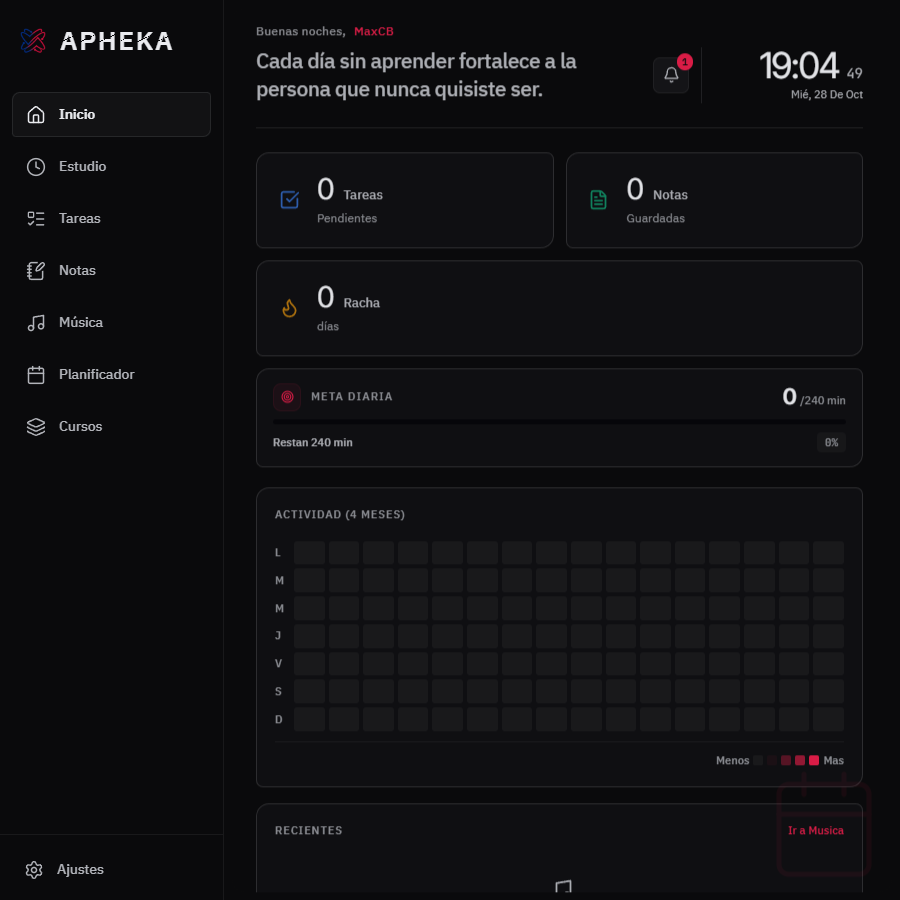 APHEKA
Inicio
Estudio
Tareas
Notas
Música
Planificador
Cursos
Ajustes
Buenas noches, MaxCB
Cada día sin aprender fortalece a la
persona que nunca quisiste ser.
1
19:04 49
Mié, 28 De Oct
0 Tareas
Pendientes
0 Notas
Guardadas
0 Racha
días
META DIARIA
0 /240 min
Restan 240 min
0%
ACTIVIDAD (4 MESES)
L
M
M
J
V
S
D
Menos Mas
RECIENTES
Ir a Musica